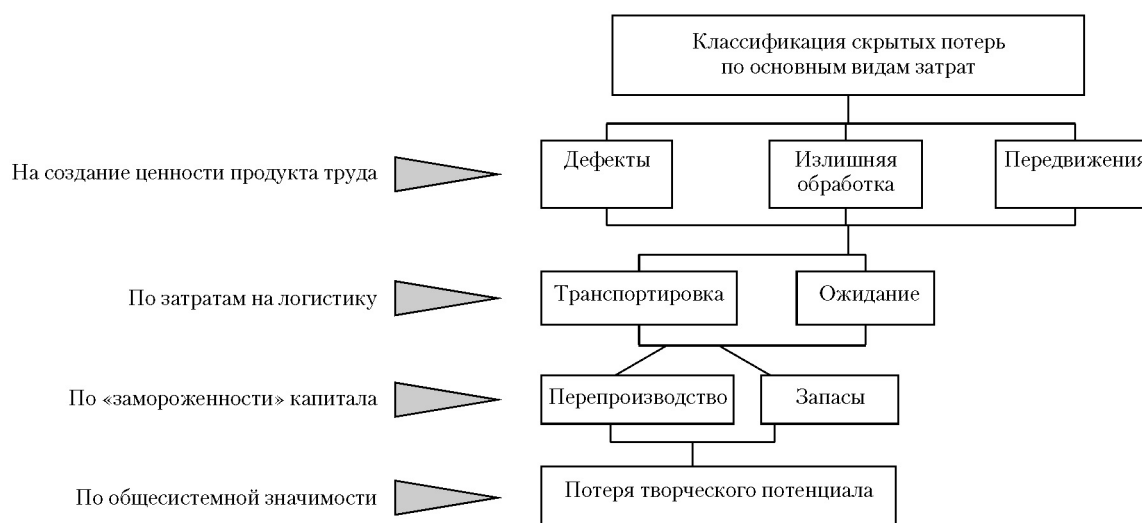 Классификация скрытых потерь
по основным видам затрат
На создание ценности продукта труда
Дефекты
Излишняя
обработка
Передвижения
По затратам на логистику
Транспортировка
Ожидание
По «замороженности» капитала
Перепроизводство
Запасы
По общесистемной значимости
Потеря творческого потенциала